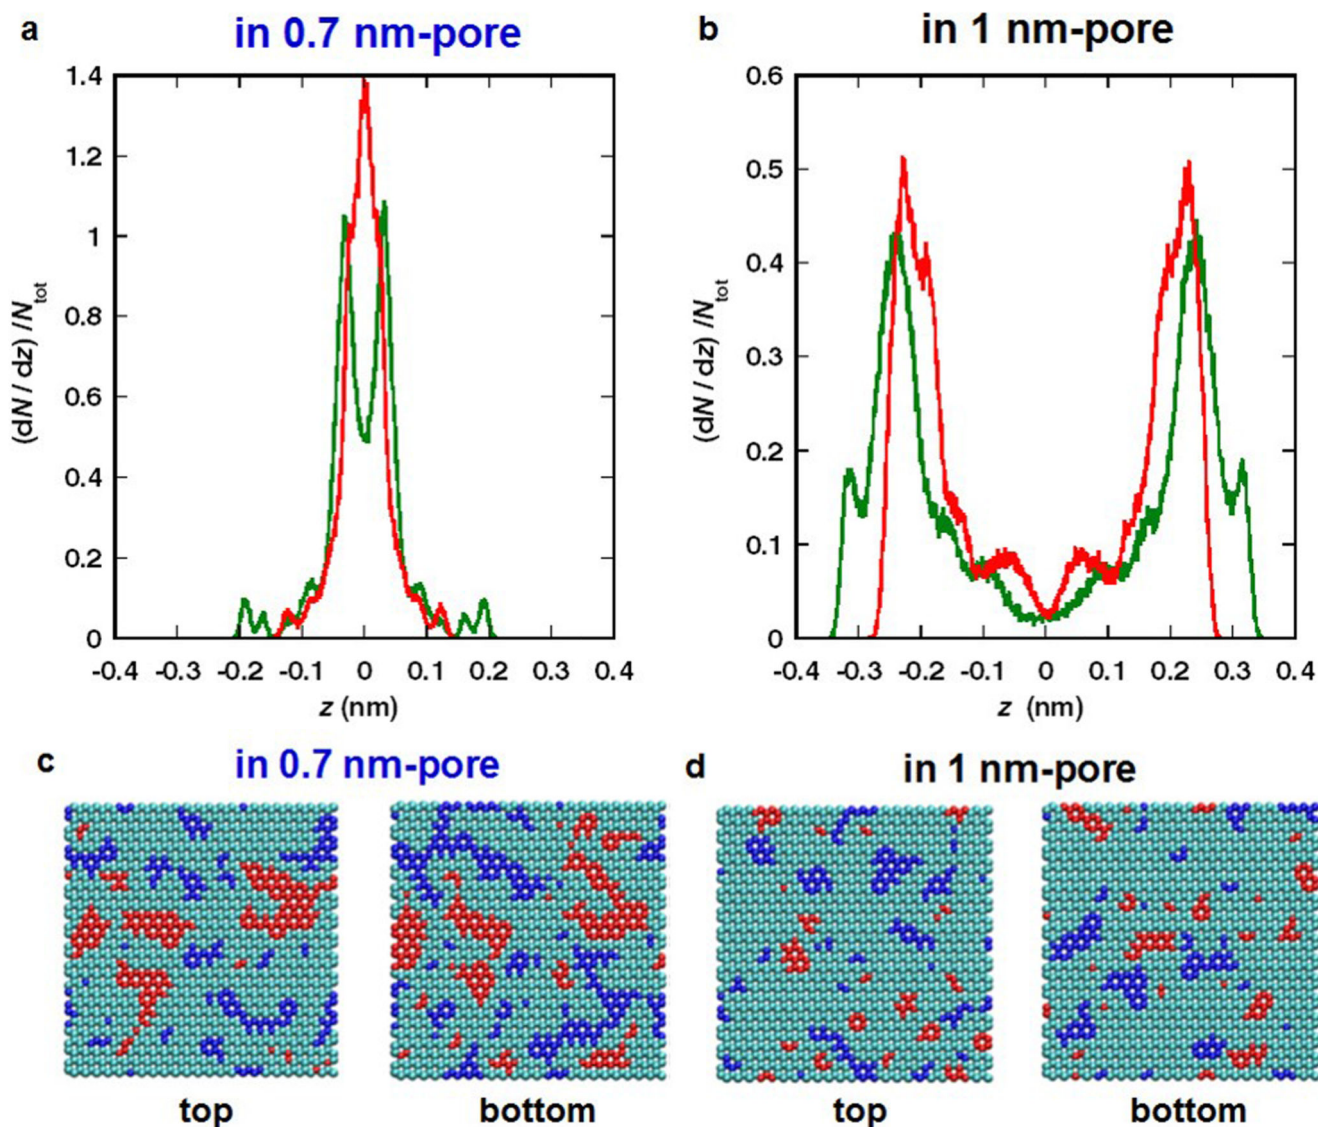 a
in 0.7 nm-pore
1.4
1.2
1
0.8
0.6
0.4
0.2
0
(dN / dz) /Ntot
-0.4 -0.3 -0.2 -0.1 0 0.1 0.2 0.3 0.4
z (nm)
b
in 1 nm-pore
0.6
0.5
0.4
0.3
0.2
0.1
0
(dN / dz) /Ntot
-0.4 -0.3 -0.2 -0.1 0 0.1 0.2 0.3 0.4
z (nm)
c
in 0.7 nm-pore
top
bottom
d
in 1 nm-pore
top
bottom